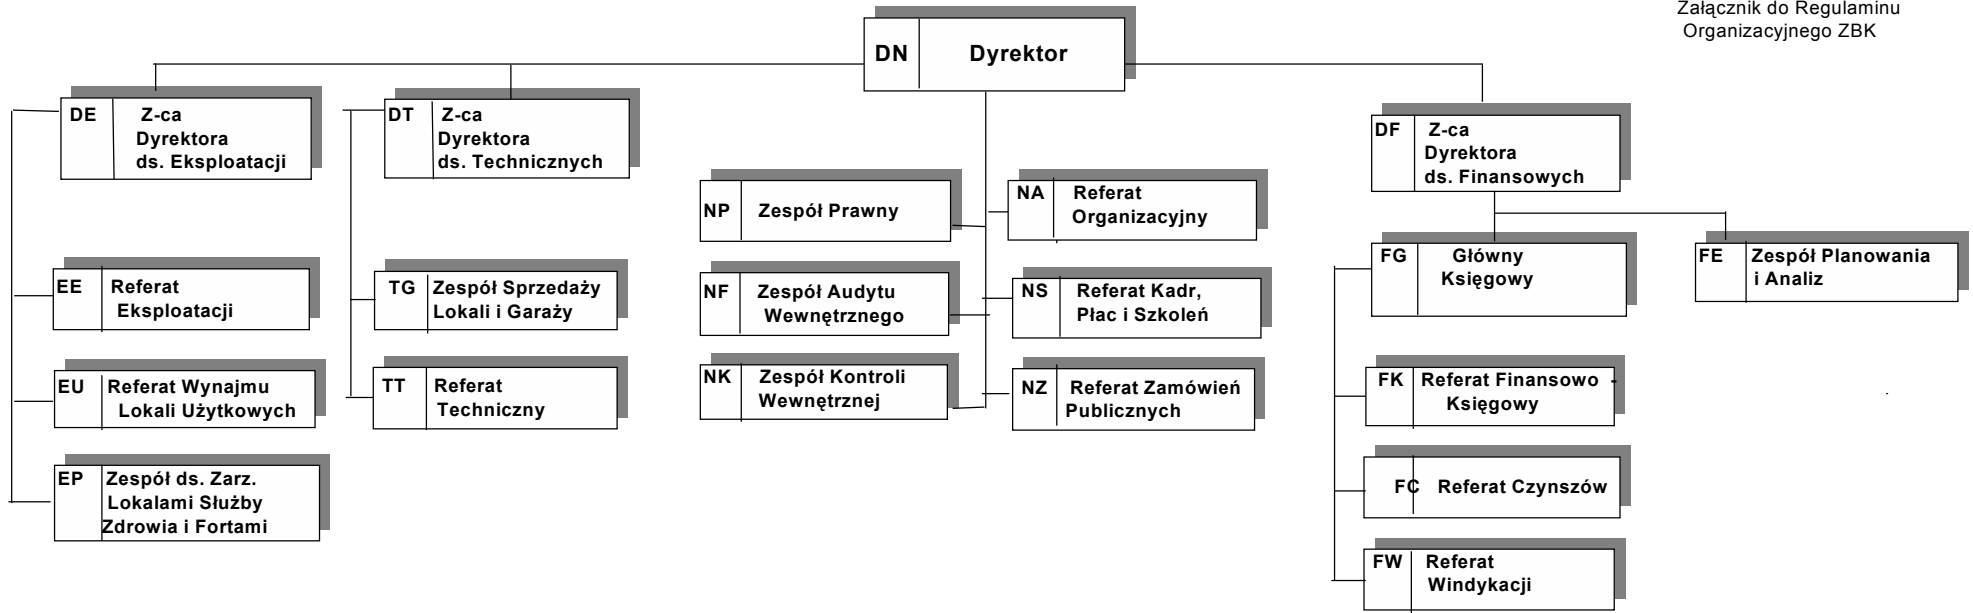 Załącznik do Regulaminu
Organizacyjnego ZBK
DN Dyrektor
DE Z-ca
Dyrektora
ds. Eksploatacji
DT Z-ca
Dyrektora
ds. Technicznych
DF Z-ca
Dyrektora
ds. Finansowych
NP Zespół Prawny
NA Referat
Organizacyjny
EE Referat
Eksploatacji
TG Zespół Sprzedaży
Lokali i Garaży
NF Zespół Audytu
Wewnętrznego
NS Referat Kadr,
Płac i Szkoleń
FG Główny
Księgowy
FE Zespół Planowania
i Analiz
EU Referat Wynajmu
Lokali Użytkowych
TT Referat
Techniczny
NK Zespół Kontroli
Wewnętrznej
NZ Referat Zamówień
Publicznych
FK Referat Finansowo -
Księgowy
EP Zespół ds. Zarz.
Lokalami Służby
Zdrowia i Fortami
FC Referat Czynszów
FW Referat
Windykacji